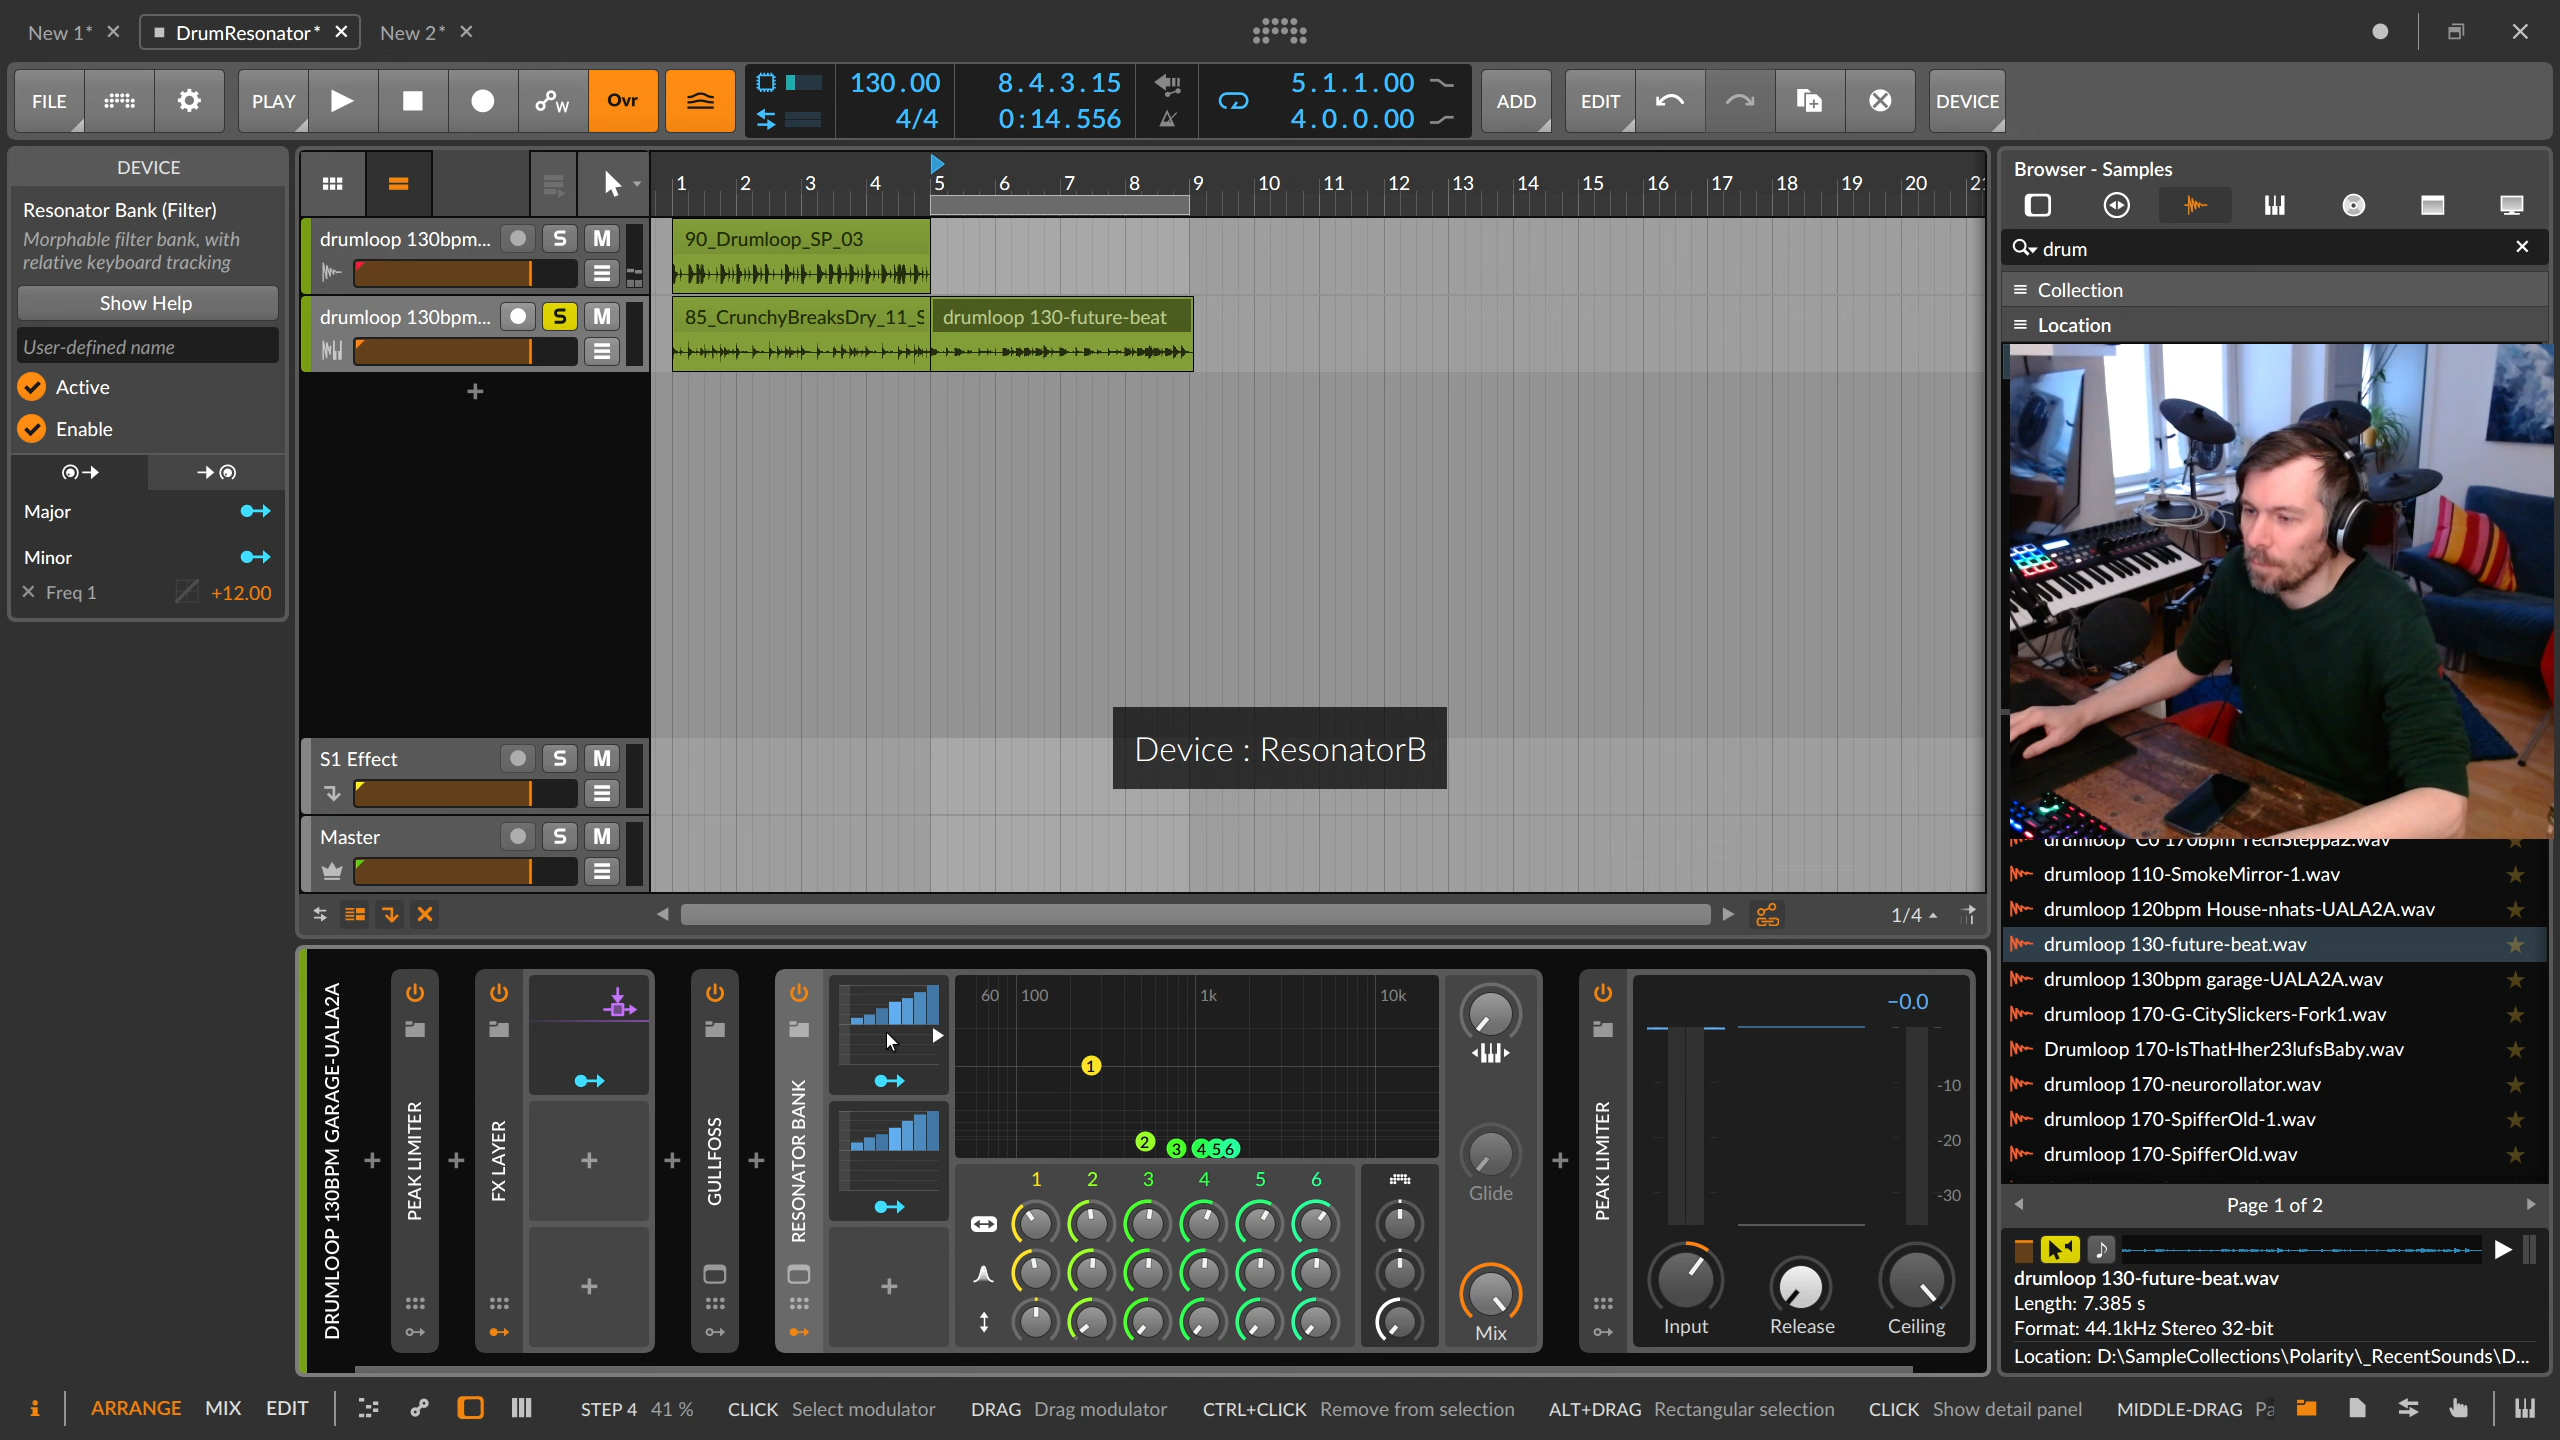 New 1* DrumResonator* New 2*
FILE PLAY Ovr 130.00 4/4 8.4.3.15 0:14.556 5.1.1.00 4.0.0.00 ADD EDIT DEVICE
DEVICE
Resonator Bank (Filter)
Morphable filter bank, with
relative keyboard tracking
Show Help
User-defined name
Active
Enable
Major
Minor
Freq 1 +12.00
1 2 3 4 5 6 7 8 9 10 11 12 13 14 15 16 17 18 19 20
drumloop 130bpm... S M
90_Drumloop_SP_03
drumloop 130bpm... S M
85_CrunchyBreaksDry_11_S drumloop 130-future-beat
Device : ResonatorB
S1 Effect S M
Master S M
1/4
Browser - Samples
drum
Collection
Location
drumloop 110-SmokeMirror-1.wav
drumloop 120bpm House-nhats-UALA2A.wav
drumloop 130-future-beat.wav
drumloop 130bpm garage-UALA2A.wav
drumloop 170-G-CitySlickers-Fork1.wav
Drumloop 170-IsThatHher23lufsBaby.wav
drumloop 170-neurorollator.wav
drumloop 170-SpifferOld-1.wav
drumloop 170-SpifferOld.wav
Page 1 of 2
drumloop 130-future-beat.wav
Length: 7.385 s
Format: 44.1kHz Stereo 32-bit
Location: D:\SampleCollections\Polarity\_RecentSounds\D...
DRUMLOOP 130BPM GARAGE-UALA2A
PEAK LIMITER
FX LAYER
GULLFOSS
RESONATOR BANK
60 100 1k 10k
1
2 3 4 5 6
1 2 3 4 5 6
Glide
Mix
PEAK LIMITER
-0.0
-10
-20
-30
Input Release Ceiling
i ARRANGE MIX EDIT STEP 4 41 % CLICK Select modulator DRAG Drag modulator CTRL+CLICK Remove from selection ALT+DRAG Rectangular selection CLICK Show detail panel MIDDLE-DRAG